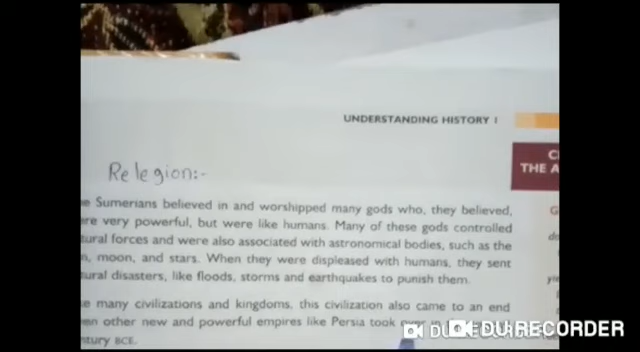 UNDERSTANDING HISTORY 1
C
THE A
Relegion:-
e Sumerians believed in and worshipped many gods who, they believed,
re very powerful, but were like humans. Many of these gods controlled
tural forces and were also associated with astronomical bodies, such as the
n, moon, and stars. When they were displeased with humans, they sent
tural disasters, like floods, storms and earthquakes to punish them.
e many civilizations and kingdoms, this civilization also came to an end
en other new and powerful empires like Persia took over in the
ntury BCE.
DU RECORDER